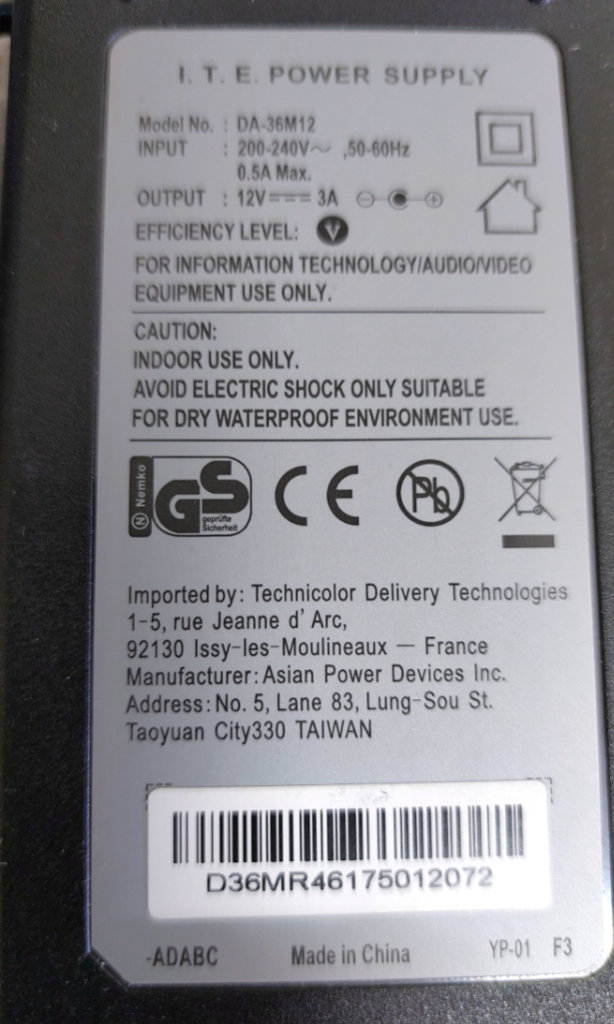 I. T. E. POWER SUPPLY
Model No. : DA-36M12
INPUT : 200-240V～ ,50-60Hz
0.5A Max.
OUTPUT : 12V⎓ 3A
EFFICIENCY LEVEL: V
FOR INFORMATION TECHNOLOGY/AUDIO/VIDEO
EQUIPMENT USE ONLY.
CAUTION:
INDOOR USE ONLY.
AVOID ELECTRIC SHOCK ONLY SUITABLE
FOR DRY WATERPROOF ENVIRONMENT USE.
N Nemko
GS
geprüfte
Sicherheit
CE
Pb
Imported by: Technicolor Delivery Technologies
1-5, rue Jeanne d' Arc,
92130 Issy-les-Moulineaux — France
Manufacturer: Asian Power Devices Inc.
Address: No. 5, Lane 83, Lung-Sou St.
Taoyuan City330 TAIWAN
D36MR46175012072
-ADABC Made in China YP-01 F3